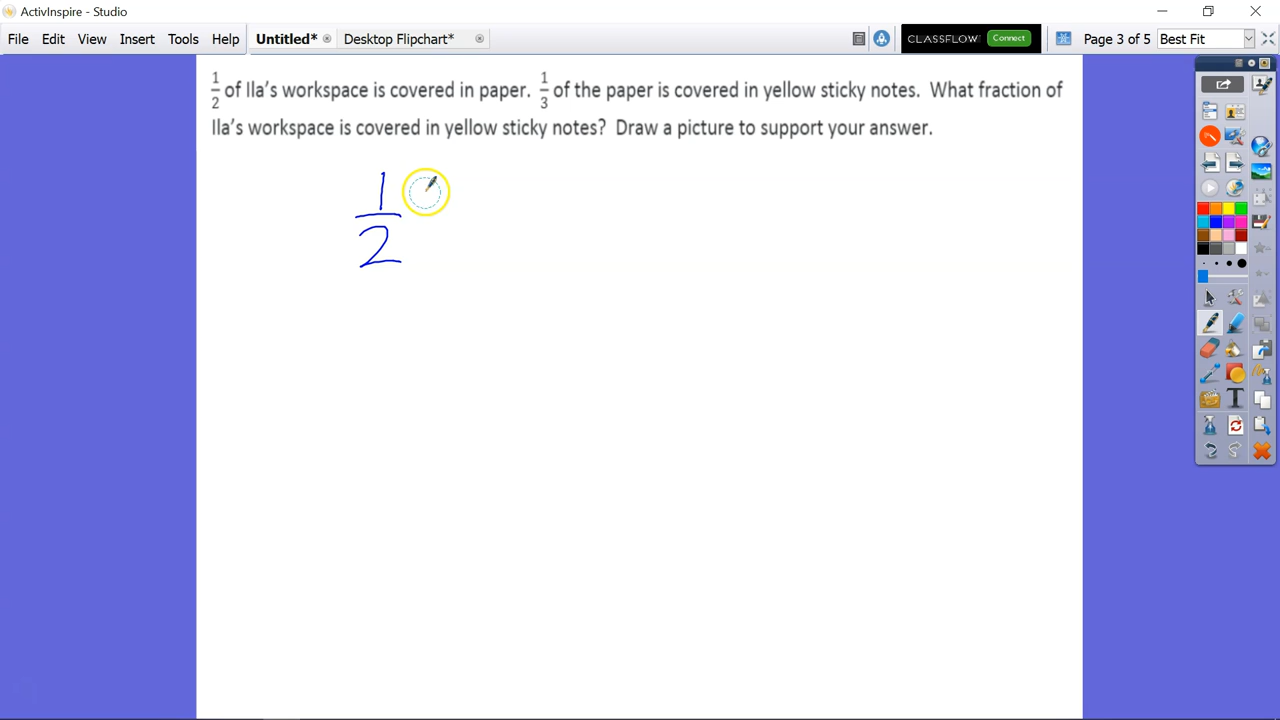 ActivInspire - Studio
File Edit View Insert Tools Help Untitled* Desktop Flipchart* CLASSFLOW Connect Page 3 of 5 Best Fit
1/2 of Ila's workspace is covered in paper. 1/3 of the paper is covered in yellow sticky notes. What fraction of
Ila's workspace is covered in yellow sticky notes? Draw a picture to support your answer.
1/2